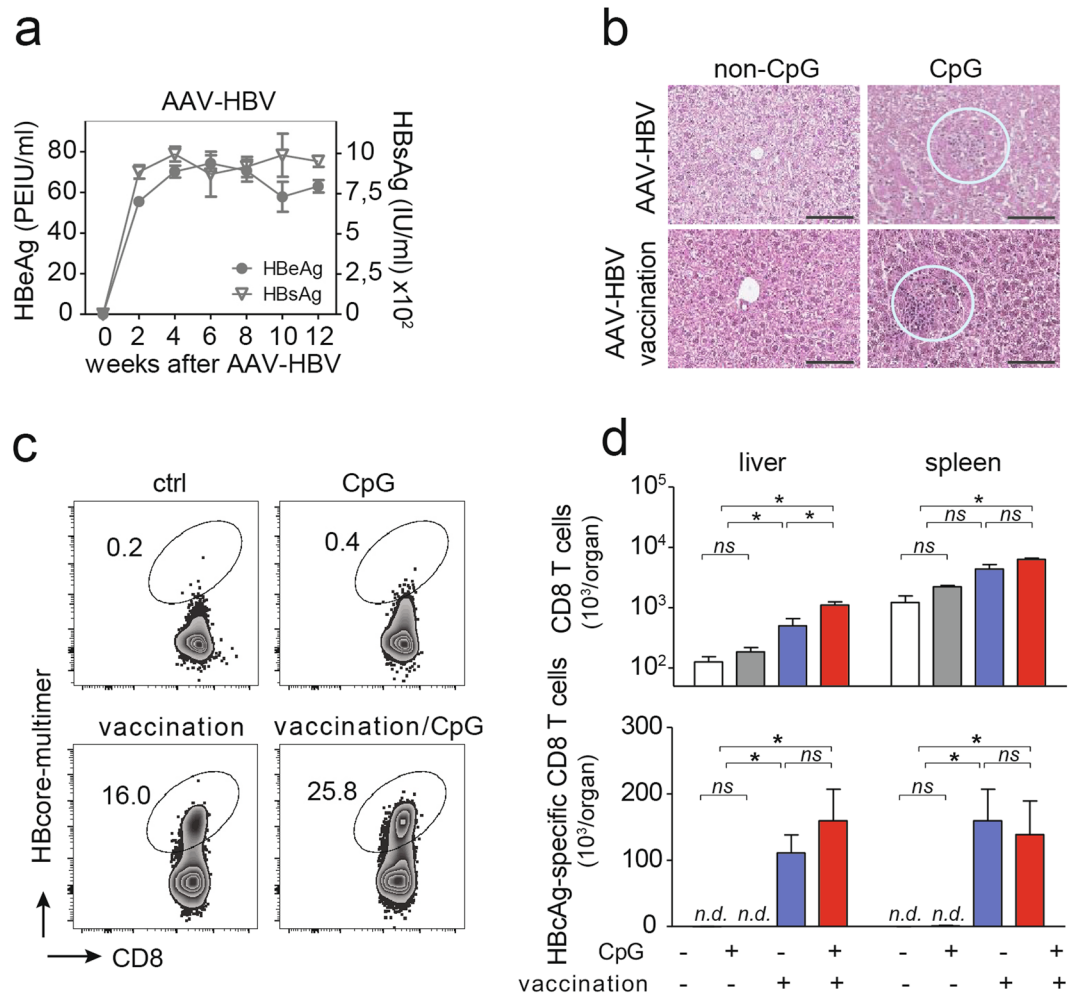 a
AAV-HBV
HBeAg (PEIU/ml)
80
60
40
20
0
HBsAg (IU/ml) x10²
10
7,5
5
2,5
0
HBeAg
HBsAg
0 2 4 6 8 10 12
weeks after AAV-HBV
b
non-CpG CpG
AAV-HBV
AAV-HBV
vaccination
c
ctrl CpG
0.2 0.4
vaccination vaccination/CpG
16.0 25.8
HBcore-multimer
CD8
d
liver spleen
CD8 T cells
(10³/organ)
10⁵
10⁴
10³
10²
* *
* * ns ns
ns ns
HBcAg-specific CD8 T cells
(10³/organ)
300
200
100
0
* *
* ns * ns
ns ns
n.d. n.d. n.d. n.d.
CpG - + - + - + - +
vaccination - - + + - - + +